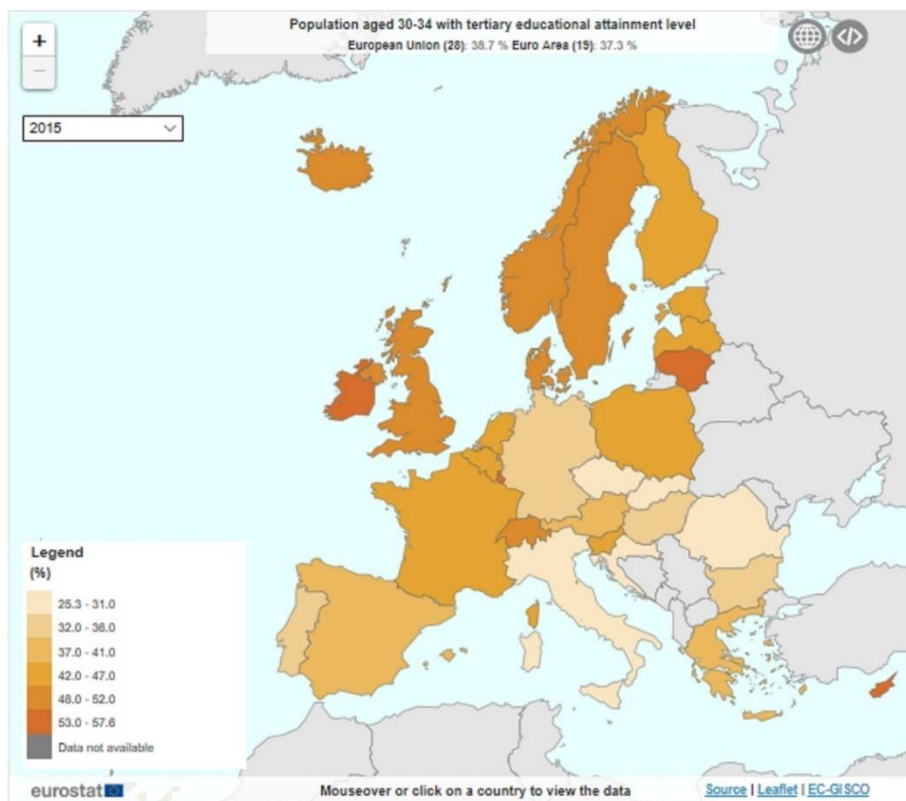 Population aged 30-34 with tertiary educational attainment level
European Union (28): 38.7 % Euro Area (19): 37.3 %
+
−
2015
</>
Legend
(%)
25.3 - 31.0
32.0 - 36.0
37.0 - 41.0
42.0 - 47.0
48.0 - 52.0
53.0 - 57.6
Data not available
eurostat
Mouseover or click on a country to view the data
Source | Leaflet | EC-GISCO